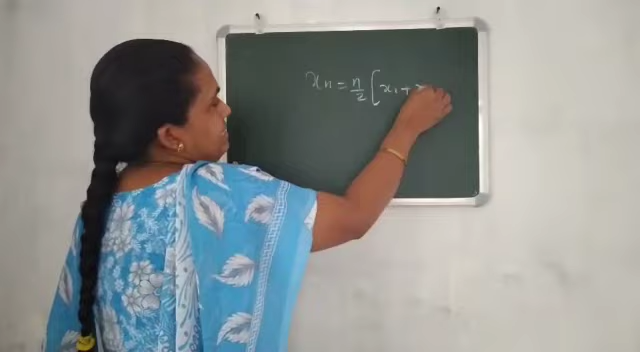 xn = n/2 [x1 +